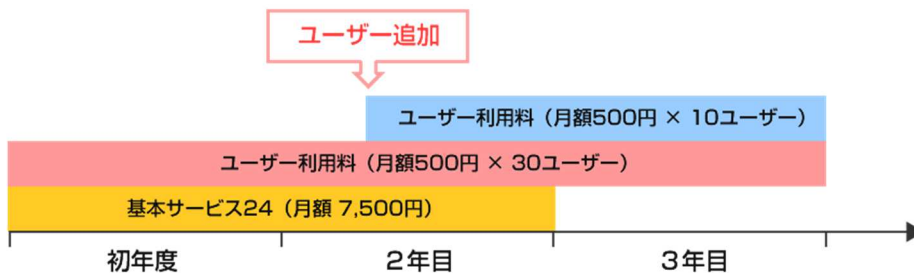 ユーザー追加
ユーザー利用料（月額500円 × 10ユーザー）
ユーザー利用料（月額500円 × 30ユーザー）
基本サービス24（月額 7,500円）
初年度 2年目 3年目